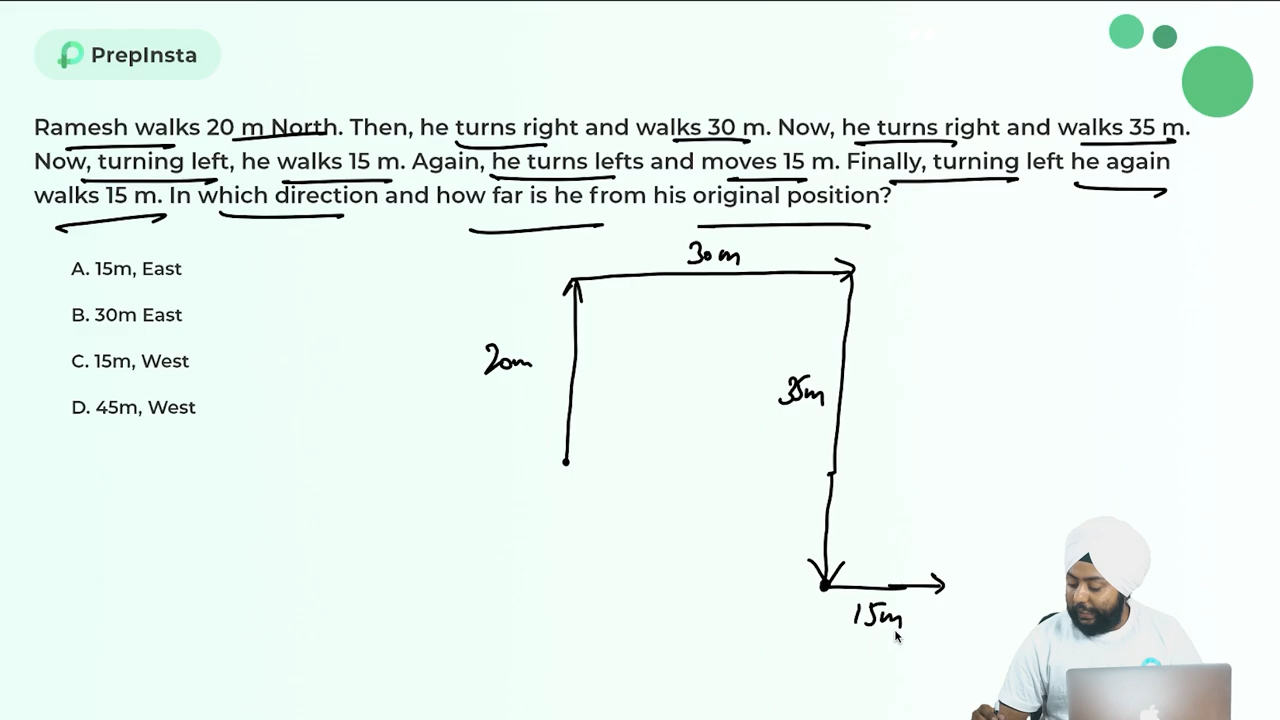 PrepInsta
Ramesh walks 20 m North. Then, he turns right and walks 30 m. Now, he turns right and walks 35 m.
Now, turning left, he walks 15 m. Again, he turns lefts and moves 15 m. Finally, turning left he again
walks 15 m. In which direction and how far is he from his original position?
A. 15m, East
B. 30m East
C. 15m, West
D. 45m, West
30m
20m
35m
15m